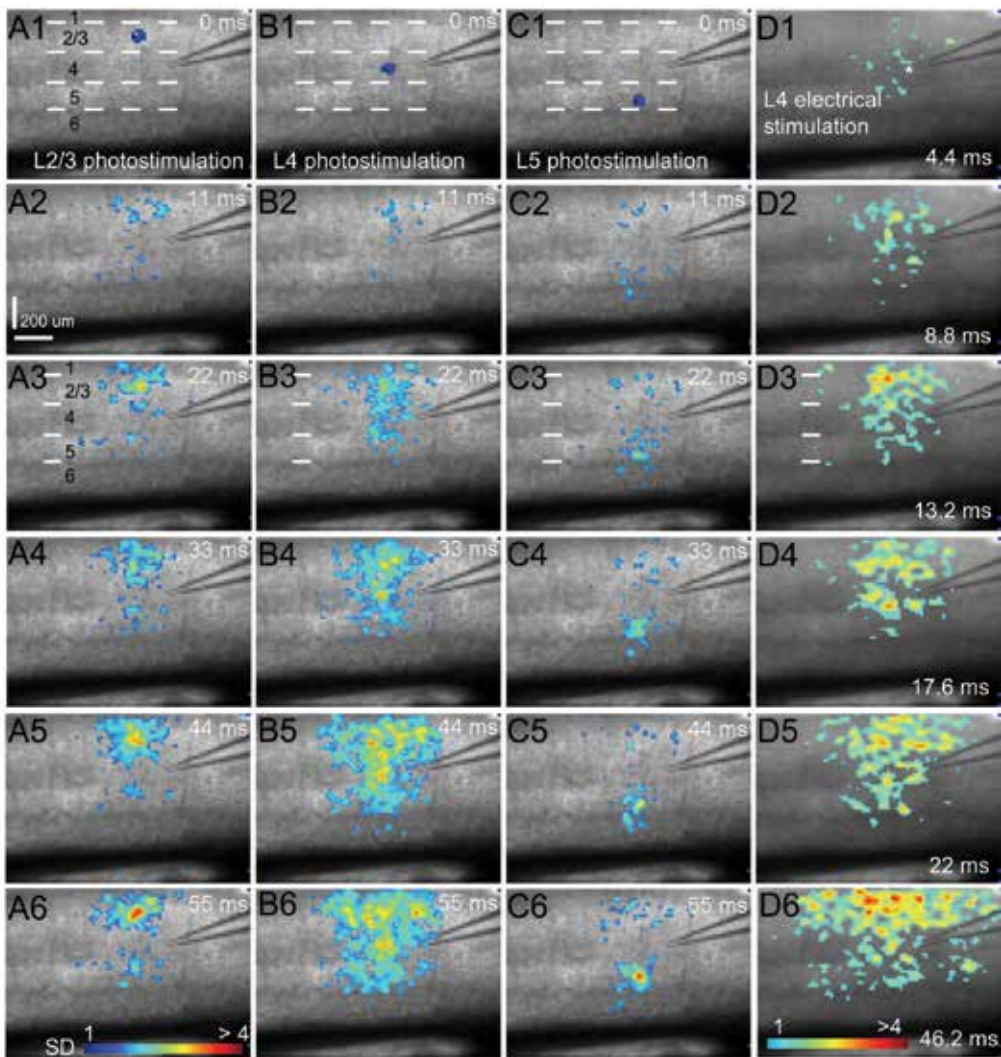 A1
0 ms
1
2/3
4
5
6
L2/3 photostimulation
B1
0 ms
L4 photostimulation
C1
0 ms
L5 photostimulation
D1
*
L4 electrical
stimulation
4.4 ms
A2
11 ms
200 um
B2
11 ms
C2
11 ms
D2
8.8 ms
A3
22 ms
1
2/3
4
5
6
B3
22 ms
C3
22 ms
D3
13.2 ms
A4
33 ms
B4
33 ms
C4
33 ms
D4
17.6 ms
A5
44 ms
B5
44 ms
C5
44 ms
D5
22 ms
A6
55 ms
SD
1
> 4
B6
55 ms
C6
55 ms
D6
1
>4
46.2 ms